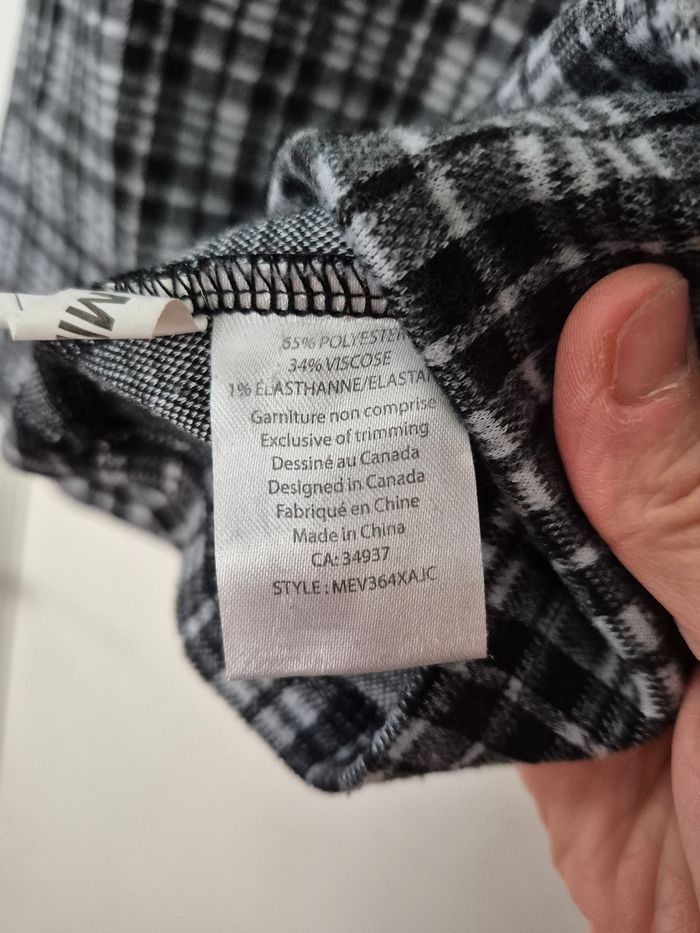 65% POLYESTER
34% VISCOSE
1% ÉLASTHANNE/ELASTA
Garniture non comprise
Exclusive of trimming
Dessiné au Canada
Designed in Canada
Fabriqué en Chine
Made in China
CA: 34937
STYLE : MEV364XAJC